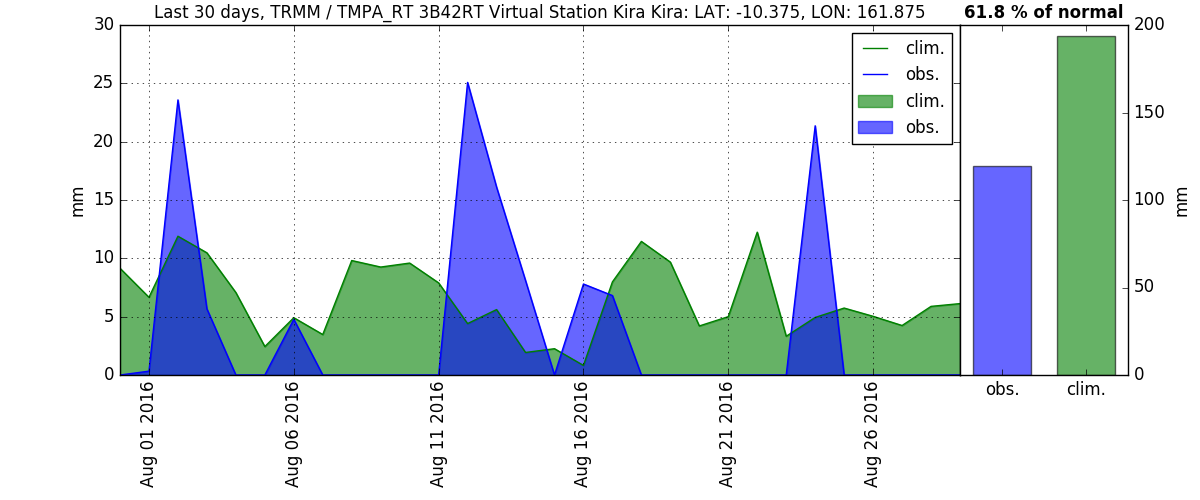 Last 30 days, TRMM / TMPA_RT 3B42RT Virtual Station Kira Kira: LAT: -10.375, LON: 161.875
61.8 % of normal
30
25
20
15
10
5
0
mm
clim.
obs.
clim.
obs.
200
150
100
50
0
mm
obs.
clim.
Aug 01 2016
Aug 06 2016
Aug 11 2016
Aug 16 2016
Aug 21 2016
Aug 26 2016